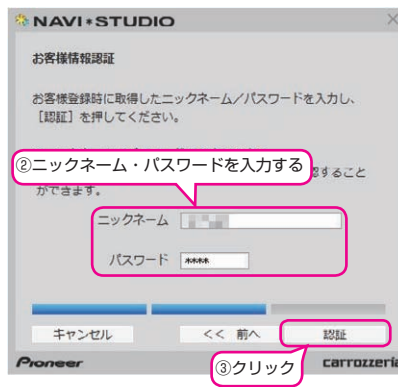 NAVI*STUDIO
お客様情報認証
お客様登録時に取得したニックネーム／パスワードを入力し、
［認証］を押してください。
②ニックネーム・パスワードを入力する
ること
ができます。
ニックネーム
パスワード ****
キャンセル << 前へ 認証
③クリック
Pioneer carrozzeria